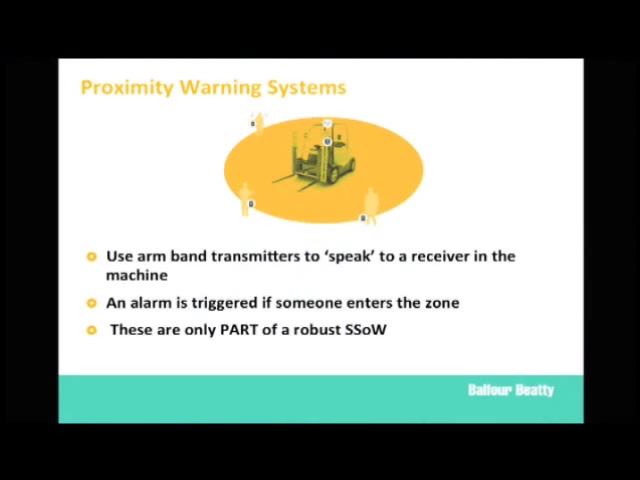 Proximity Warning Systems
Use arm band transmitters to ‘speak’ to a receiver in the
machine
An alarm is triggered if someone enters the zone
These are only PART of a robust SSoW
Balfour Beatty